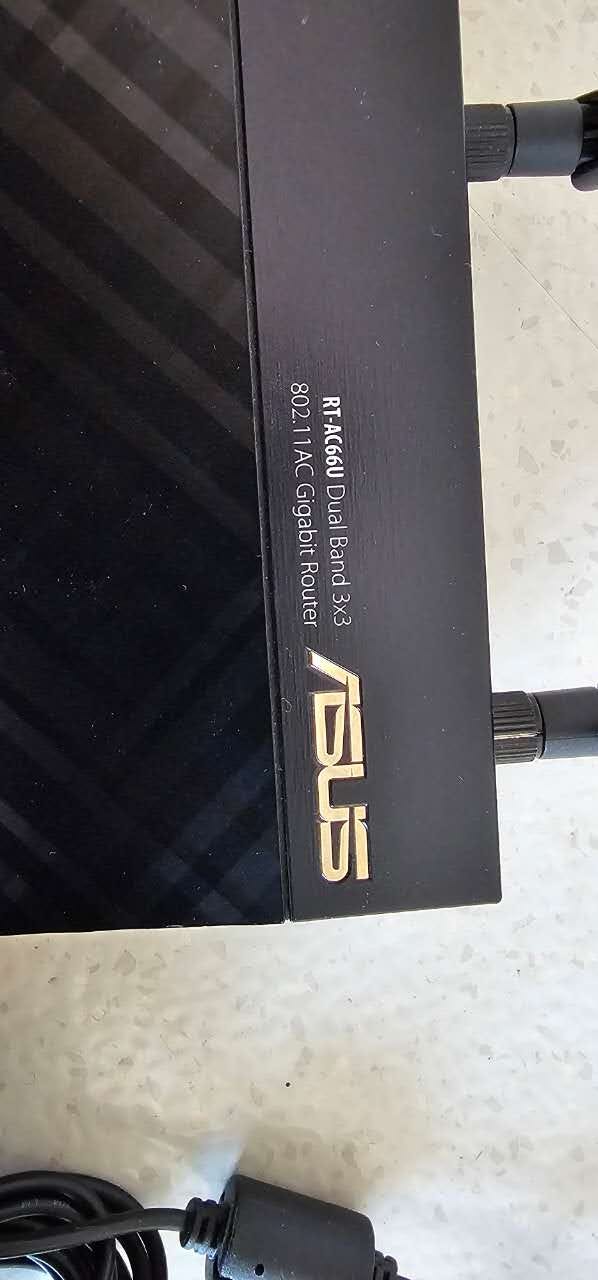 RT-AC66U Dual Band 3x3
802.11AC Gigabit Router
ASUS